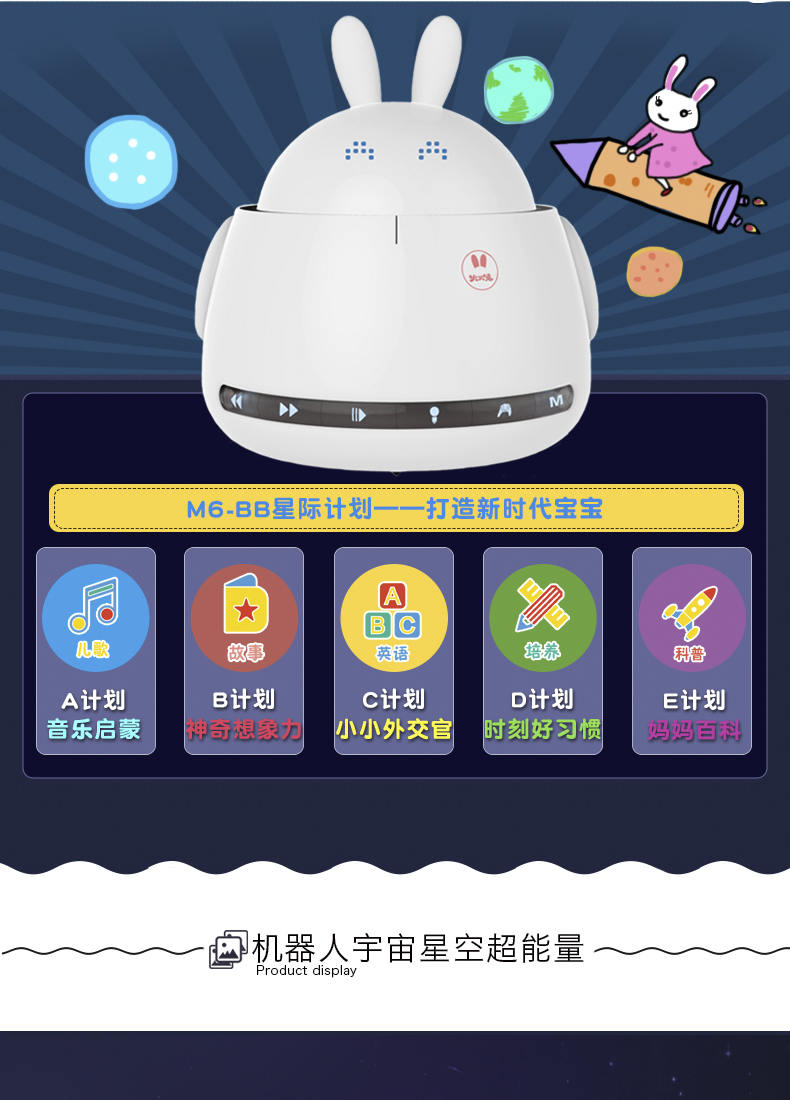 M
M6-BB星际计划——打造新时代宝宝
儿歌
故事
ABC
英语
培养
科普
A计划
B计划
C计划
D计划
E计划
音乐启蒙
神奇想象力
小小外交官
时刻好习惯
妈妈百科
机器人宇宙星空超能量
Product display